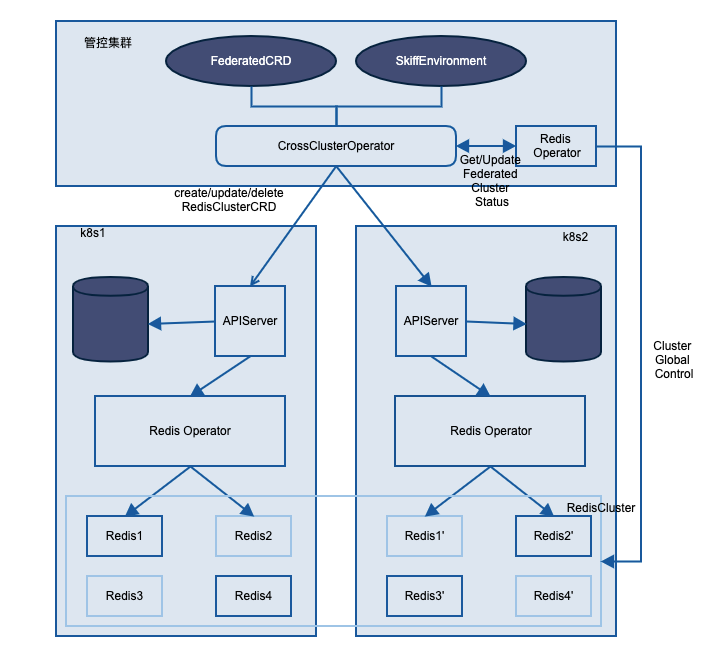 管控集群
FederatedCRD
SkiffEnvironment
CrossClusterOperator
Redis
Operator
Get/Update
Federated
Cluster
Status
create/update/delete
RedisClusterCRD
k8s1
k8s2
APIServer
APIServer
Cluster
Global
Control
Redis Operator
Redis Operator
RedisCluster
Redis1
Redis2
Redis1'
Redis2'
Redis3
Redis4
Redis3'
Redis4'